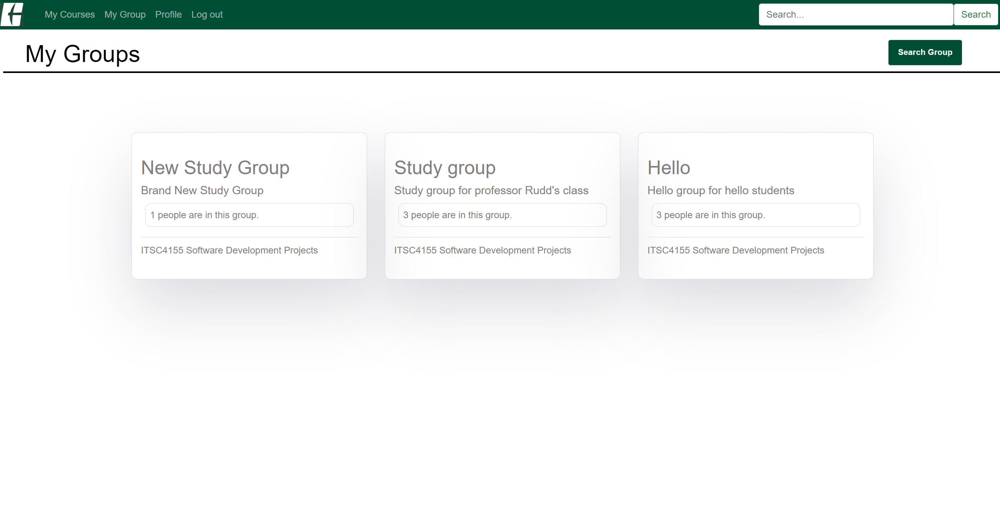 My Courses My Group Profile Log out Search... Search
My Groups Search Group
New Study Group
Brand New Study Group
1 people are in this group.
ITSC4155 Software Development Projects
Study group
Study group for professor Rudd's class
3 people are in this group.
ITSC4155 Software Development Projects
Hello
Hello group for hello students
3 people are in this group.
ITSC4155 Software Development Projects